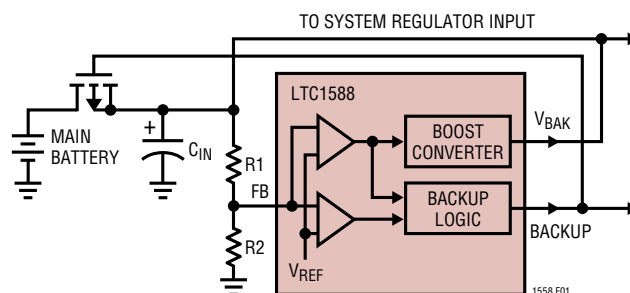 TO SYSTEM REGULATOR INPUT
LTC1588
MAIN
BATTERY
+
CIN
R1
FB
R2
VREF
BOOST
CONVERTER
BACKUP
LOGIC
VBAK
BACKUP
1558 F01